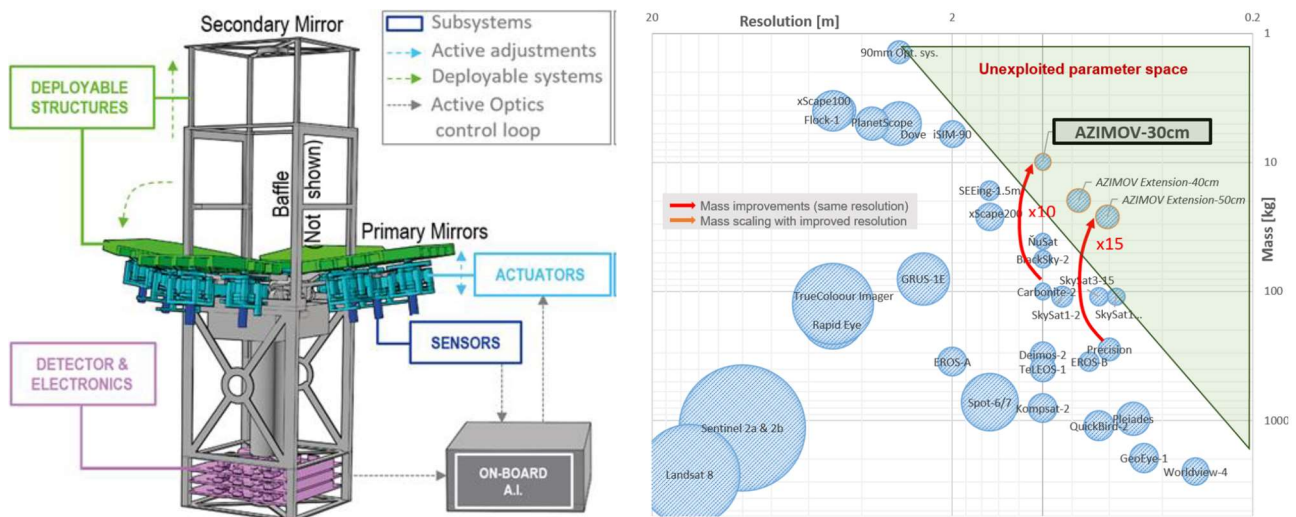 Secondary Mirror
Subsystems
Active adjustments
Deployable systems
Active Optics
control loop
DEPLOYABLE
STRUCTURES
Baffle
(Not shown)
Primary Mirrors
ACTUATORS
SENSORS
DETECTOR &
ELECTRONICS
ON-BOARD
A.I.
20
Resolution [m]
2
0.2
1
90mm Opt. sys.
Unexploited parameter space
xScape100
Flock-1
PlanetScope
Dove
iSIM-90
AZIMOV-30cm
10
SEEing-1.5m
AZIMOV Extension-40cm
AZIMOV Extension-50cm
Mass improvements (same resolution)
Mass scaling with improved resolution
x10
xScape200
x15
Mass [kg]
ÑuSat
BlackSky-2
GRUS-1E
SkySat3-15
TrueColoour Imager
Carbonite-2
100
SkySat1-2
SkySat1...
Rapid Eye
Precision
EROS-A
Deimos-2
EROS-B
TeLEOS-1
Spot-6/7
Kompsat-2
Pleiades
QuickBird-2
1000
Sentinel 2a & 2b
GeoEye-1
Landsat 8
Worldview-4